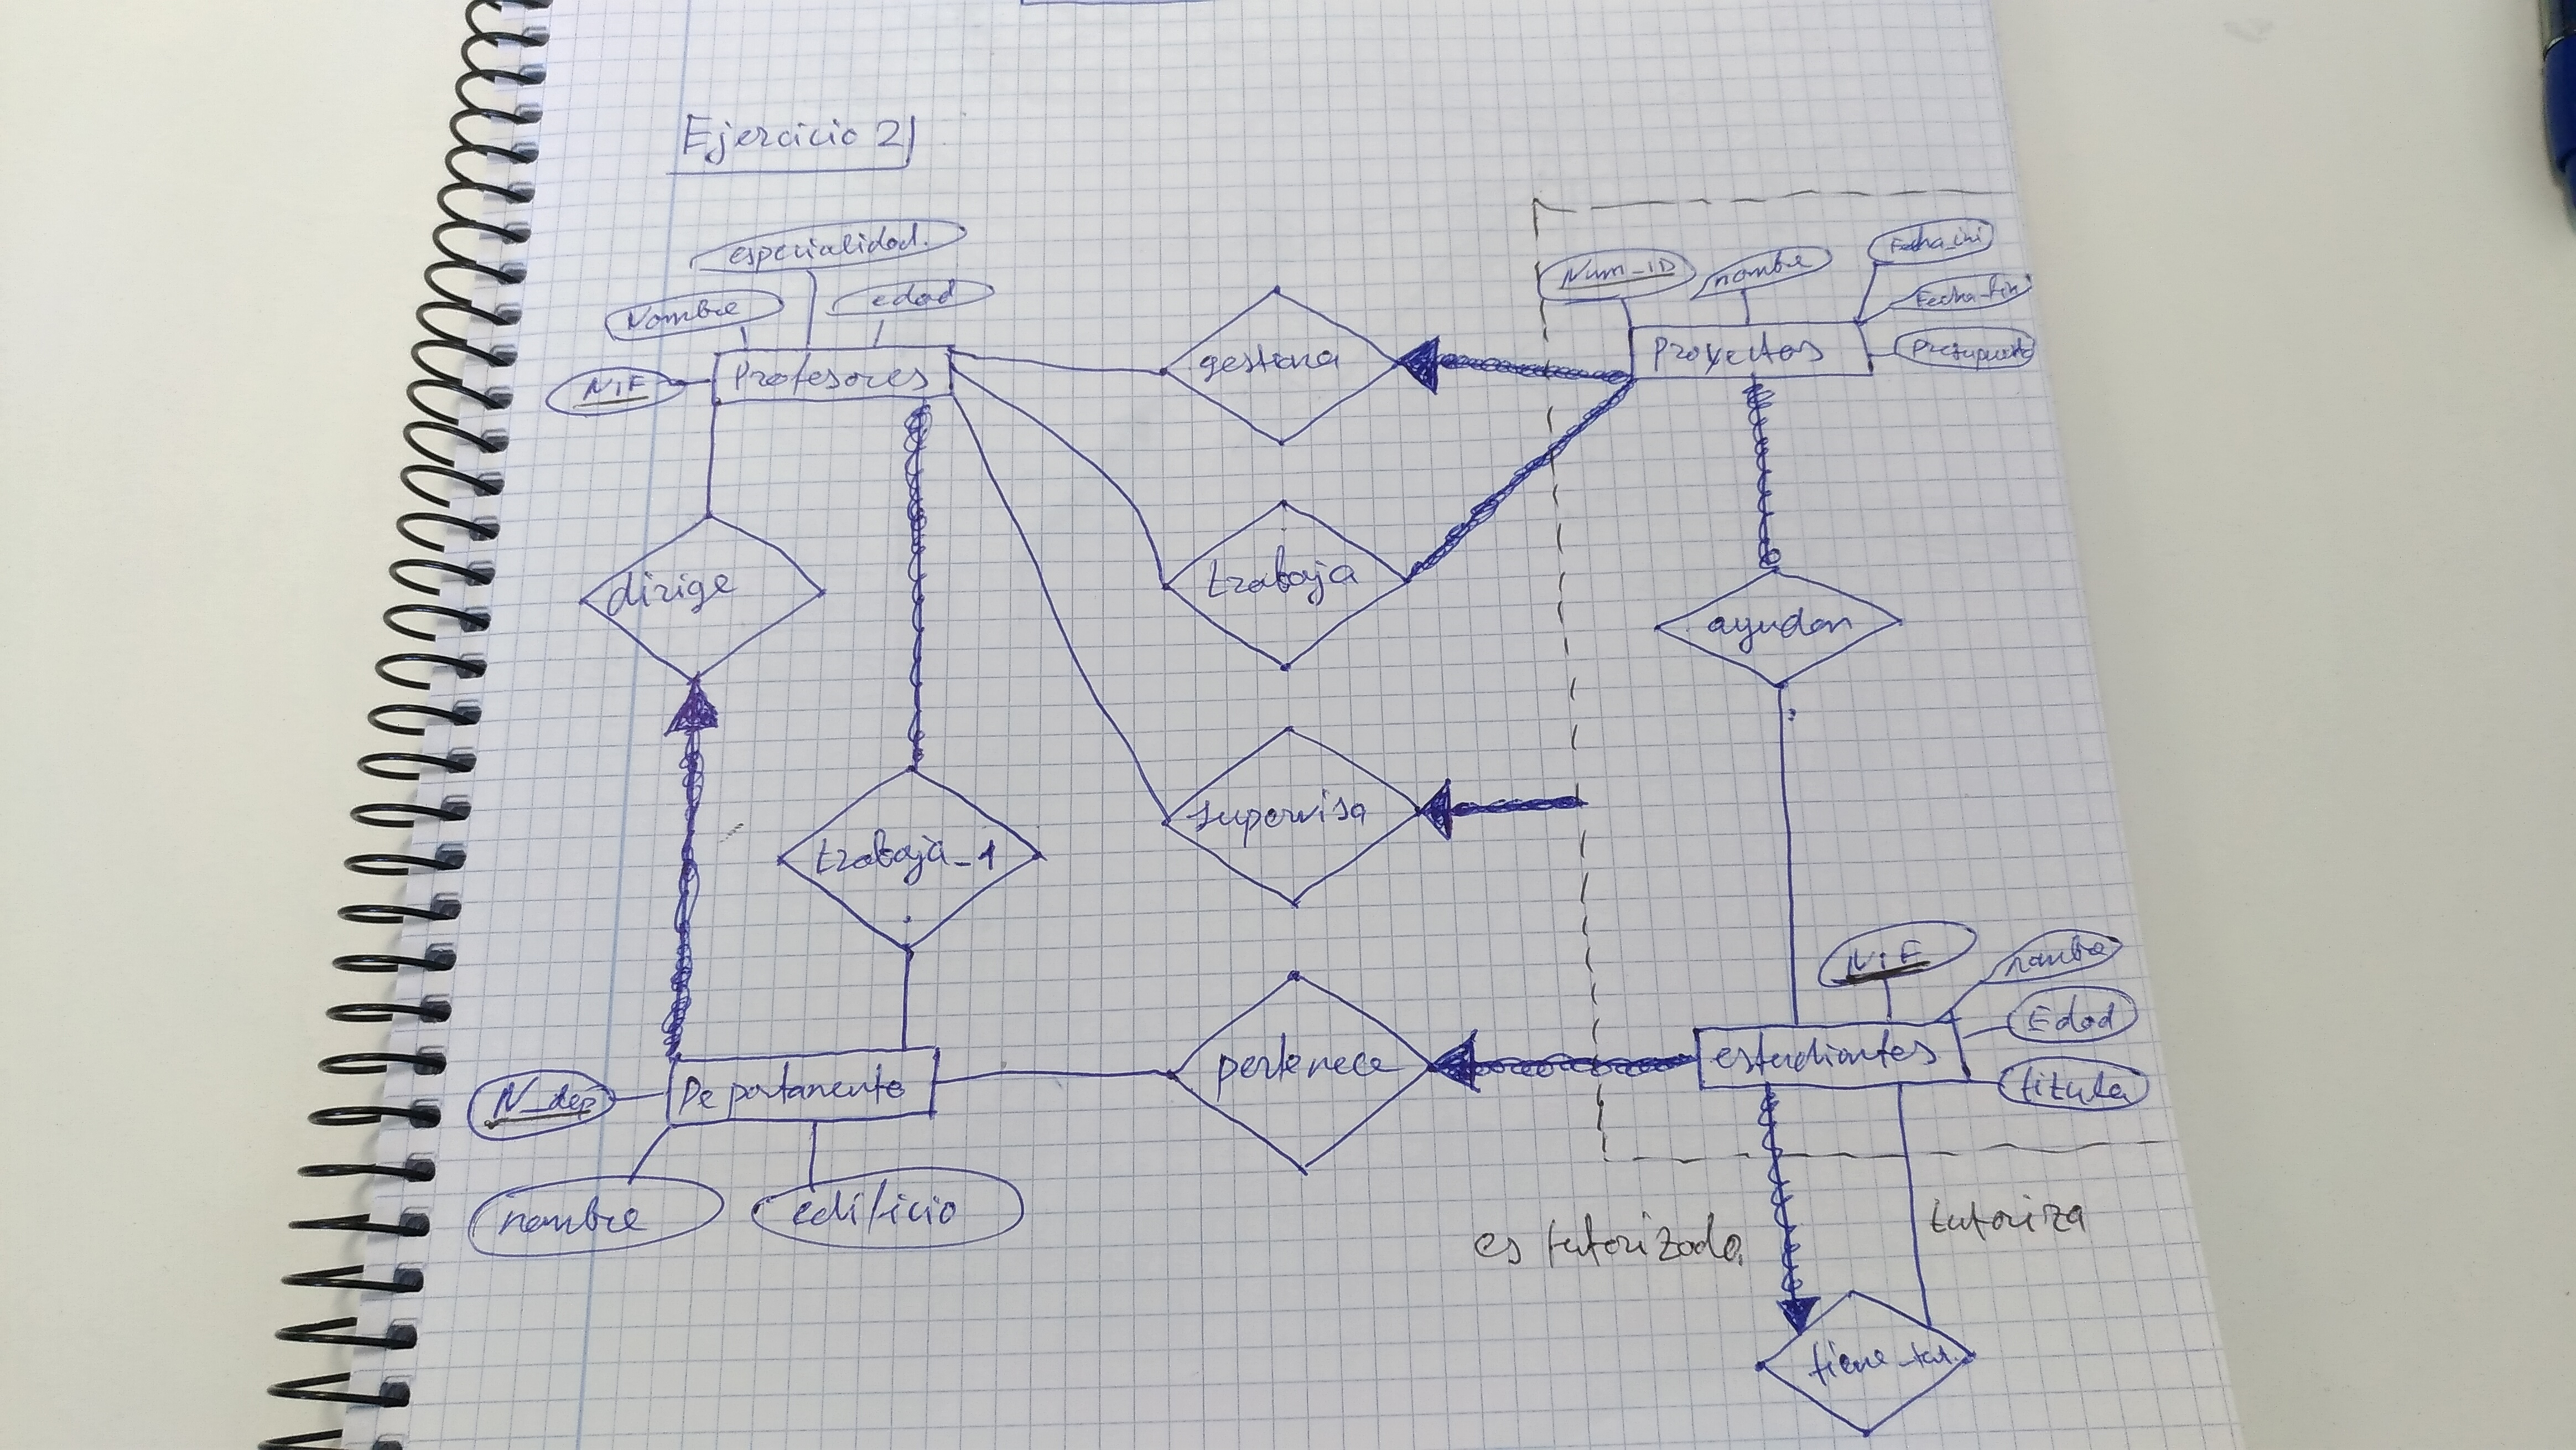 Ejercicio 2
especialidad.
Nombre
edad
NIF
Profesores
gestiona
Num_ID
nombre
Fecha_ini
Fecha_fin
Proyectos
Presupuesto
dirige
trabaja
ayudan
trabaja_1
supervisa
NIF
nombre
Edad
estudiantes
titula
pertenece
N_dep
Departamento
nombre
edificio
es tutorizado
tutoriza
tiene_tut.